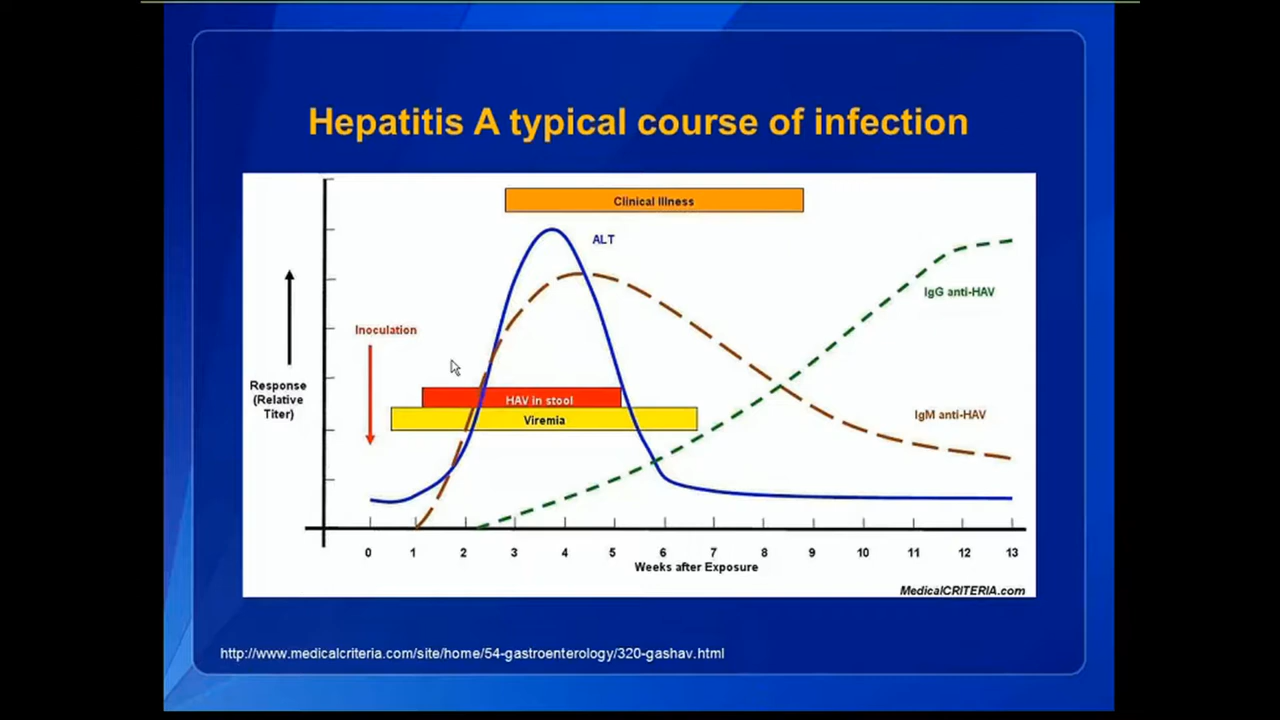 Hepatitis A typical course of infection
Clinical Illness
ALT
IgG anti-HAV
Inoculation
Response
(Relative
Titer)
HAV in stool
Viremia
IgM anti-HAV
0 1 2 3 4 5 6 7 8 9 10 11 12 13
Weeks after Exposure
MedicalCRITERIA.com
http://www.medicalcriteria.com/site/home/54-gastroenterology/320-gashav.html